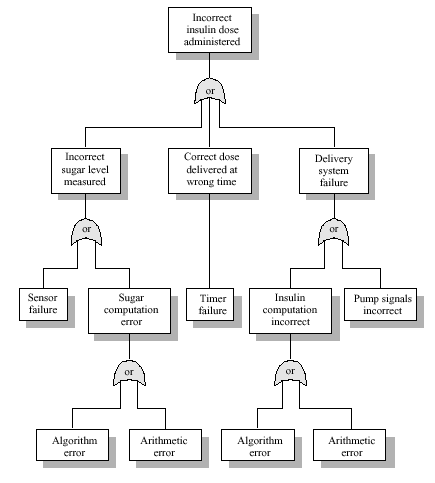 Incorrect
insulin dose
administered
or
Incorrect
sugar level
measured
Correct dose
delivered at
wrong time
Delivery
system
failure
or
or
Sensor
failure
Sugar
computation
error
Timer
failure
Insulin
computation
incorrect
Pump signals
incorrect
or
or
Algorithm
error
Arithmetic
error
Algorithm
error
Arithmetic
error